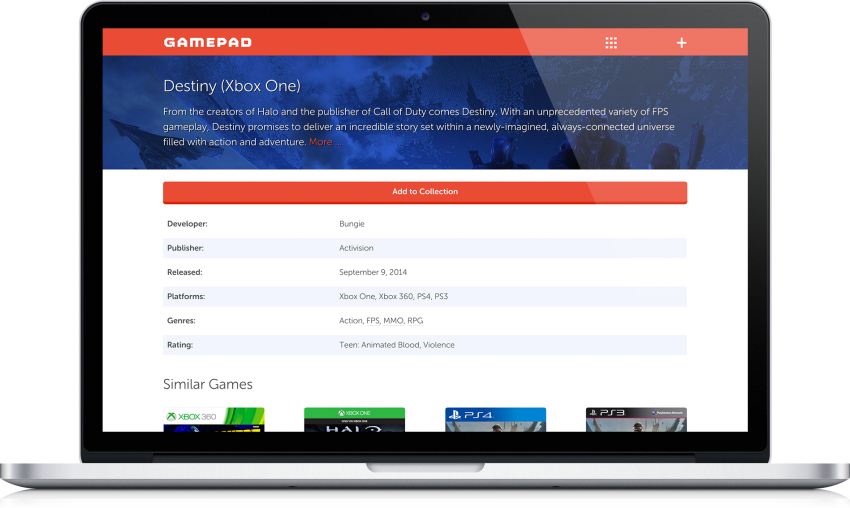 GAMEPAD
Destiny (Xbox One)
From the creators of Halo and the publisher of Call of Duty comes Destiny. With an unprecedented variety of FPS
gameplay, Destiny promises to deliver an incredible story set within a newly-imagined, always-connected universe
filled with action and adventure. More ...
Add to Collection
Developer: Bungie
Publisher: Activision
Released: September 9, 2014
Platforms: Xbox One, Xbox 360, PS4, PS3
Genres: Action, FPS, MMO, RPG
Rating: Teen: Animated Blood, Violence
Similar Games
XBOX 360 XBOX ONE PS4 PS3 PlayStation Network
HALO